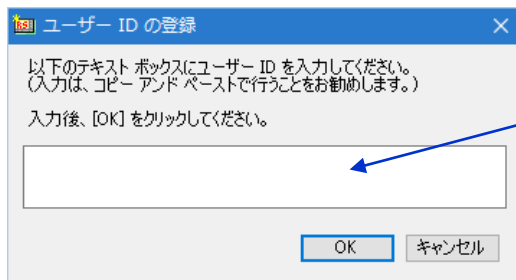 ユーザー ID の登録
以下のテキスト ボックスにユーザー ID を入力してください。
(入力は、コピー アンド ペーストで行うことをお勧めします。)
入力後、[OK] をクリックしてください。
OK
キャンセル